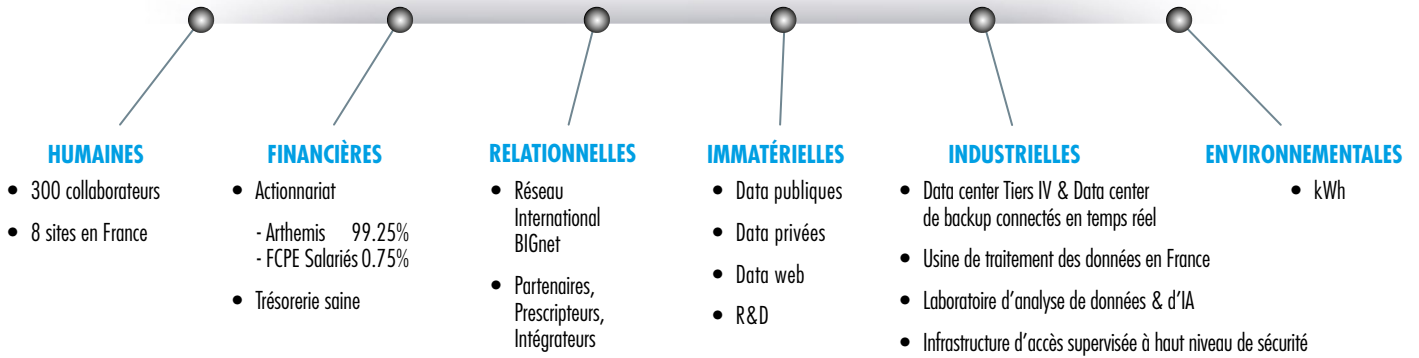 HUMAINES
• 300 collaborateurs
• 8 sites en France
FINANCIÈRES
• Actionnariat
- Arthemis 99.25%
- FCPE Salariés 0.75%
• Trésorerie saine
RELATIONNELLES
• Réseau
International
BIGnet
• Partenaires,
Prescripteurs,
Intégrateurs
IMMATÉRIELLES
• Data publiques
• Data privées
• Data web
• R&D
INDUSTRIELLES
• Data center Tiers IV & Data center
de backup connectés en temps réel
• Usine de traitement des données en France
• Laboratoire d’analyse de données & d’IA
• Infrastructure d’accès supervisée à haut niveau de sécurité
ENVIRONNEMENTALES
• kWh